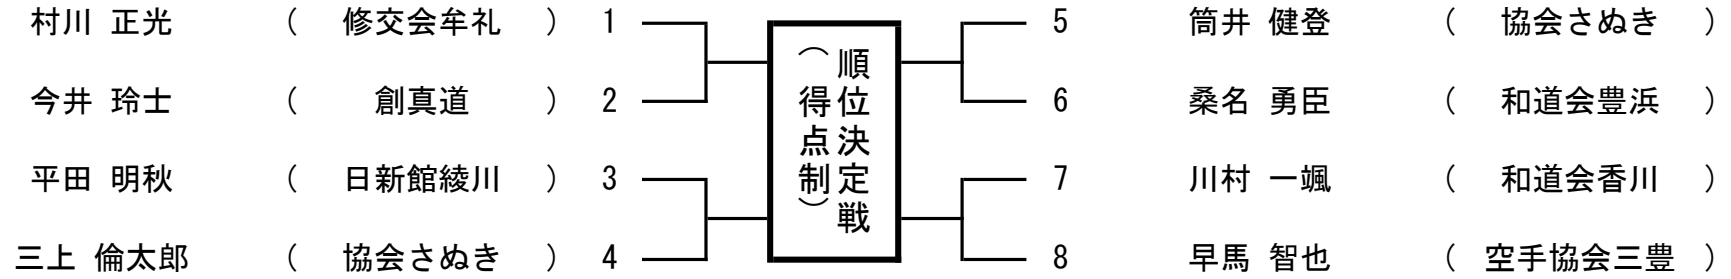 村川 正光 ( 修交会牟礼 ) 1
今井 玲士 ( 創真道 ) 2
平田 明秋 ( 日新館綾川 ) 3
三上 倫太郎 ( 協会さぬき ) 4
順位決定戦
（得点制）
5 筒井 健登 ( 協会さぬき )
6 桑名 勇臣 ( 和道会豊浜 )
7 川村 一颯 ( 和道会香川 )
8 早馬 智也 ( 空手協会三豊 )